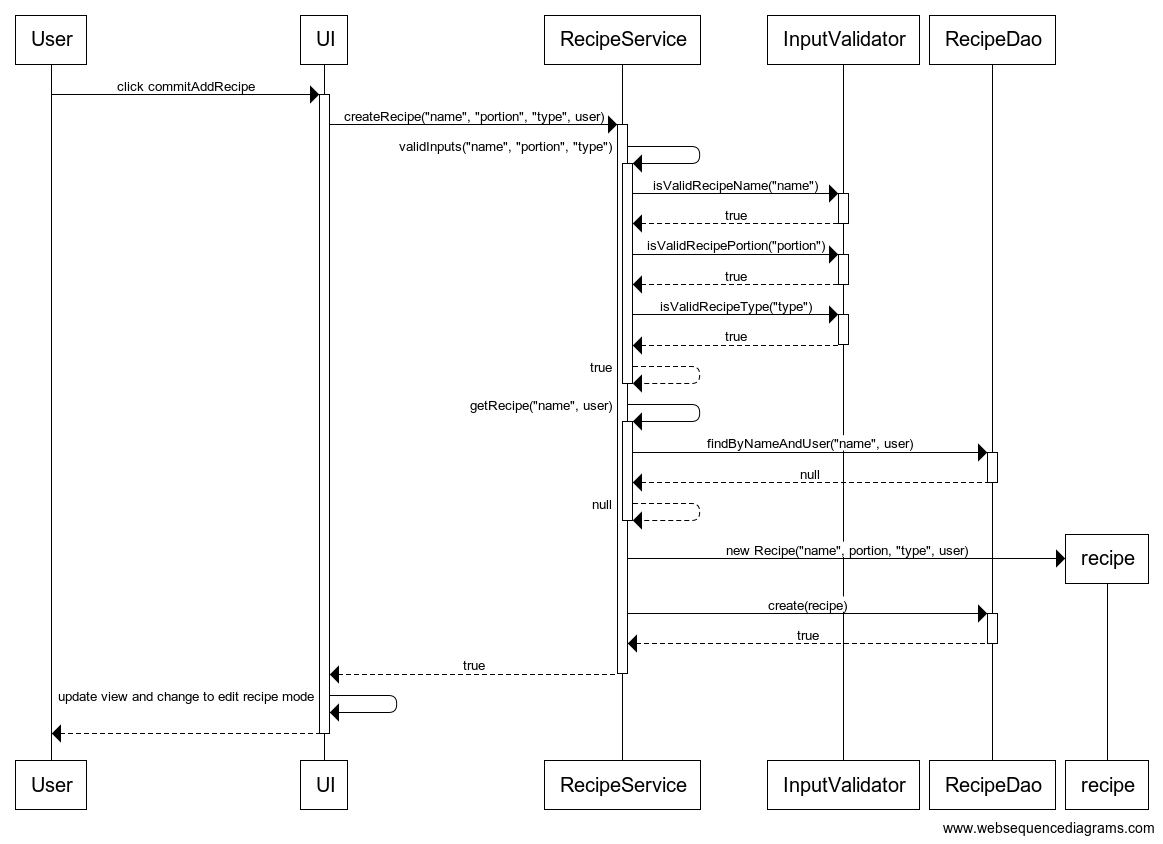 User
UI
RecipeService
InputValidator
RecipeDao
click commitAddRecipe
createRecipe("name", "portion", "type", user)
validInputs("name", "portion", "type")
isValidRecipeName("name")
true
isValidRecipePortion("portion")
true
isValidRecipeType("type")
true
true
getRecipe("name", user)
findByNameAndUser("name", user)
null
null
new Recipe("name", portion, "type", user)
recipe
create(recipe)
true
true
update view and change to edit recipe mode
User
UI
RecipeService
InputValidator
RecipeDao
recipe
www.websequencediagrams.com